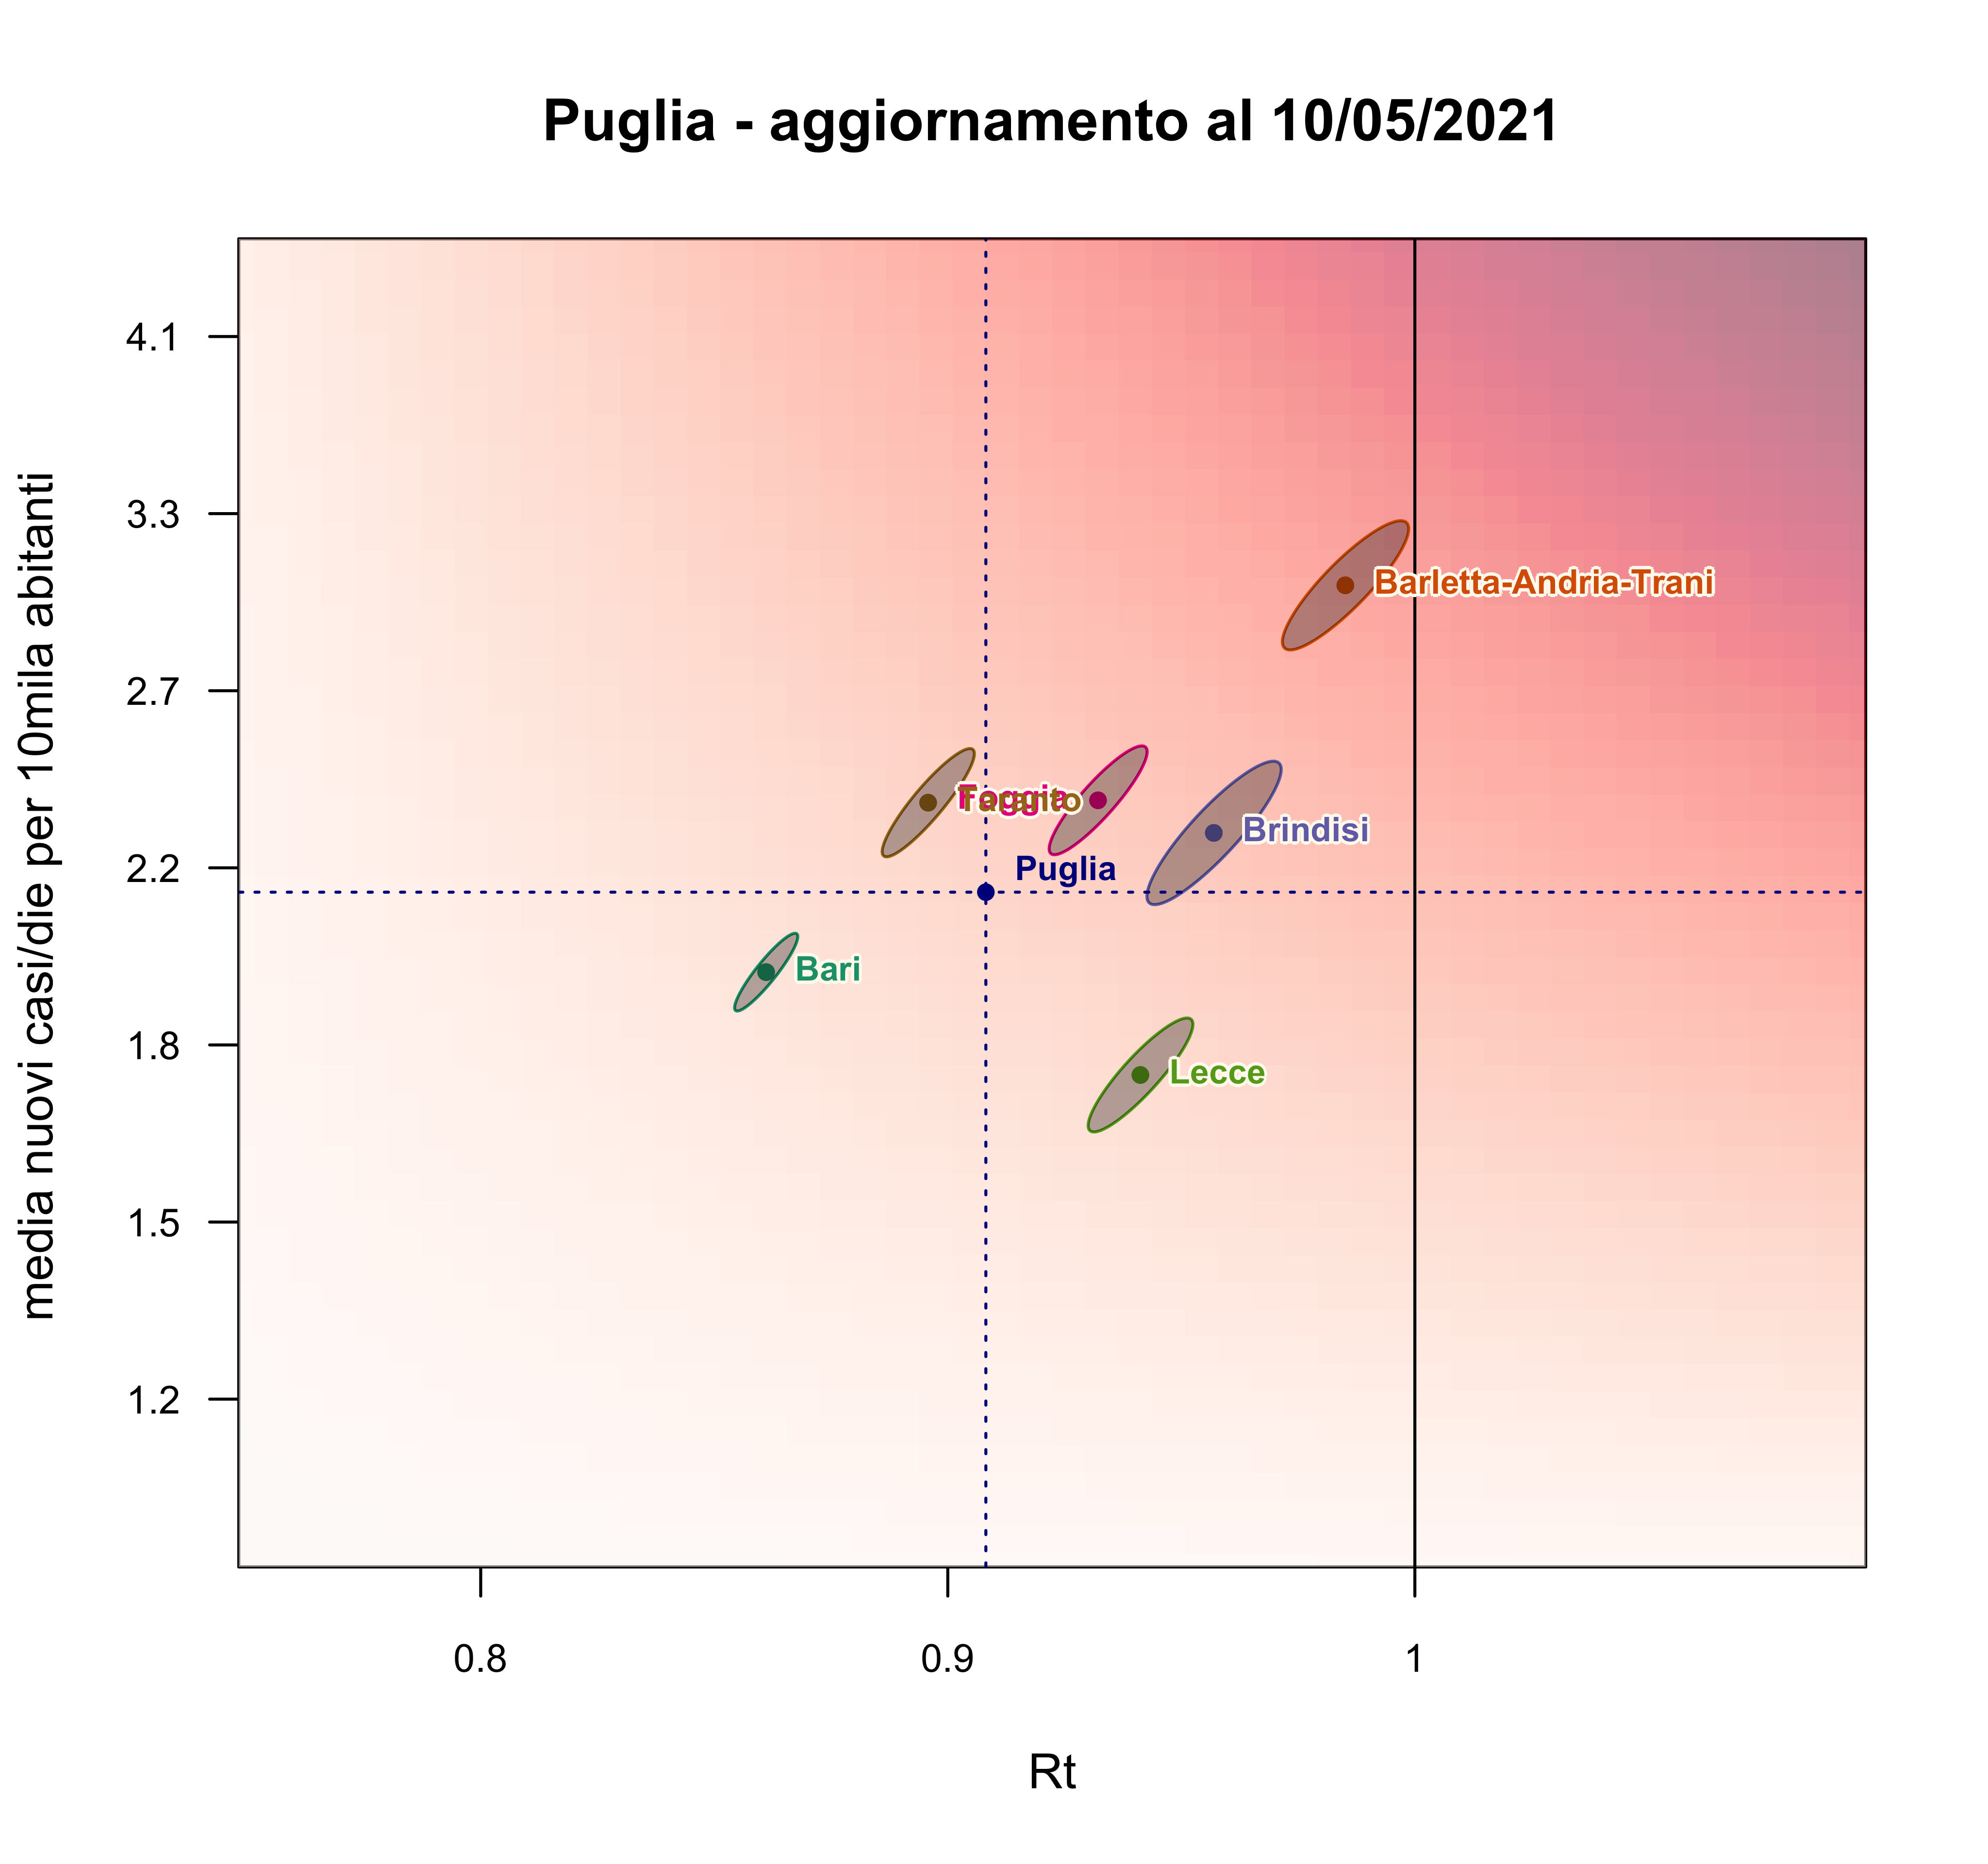 Puglia - aggiornamento al 10/05/2021
media nuovi casi/die per 10mila abitanti
4.1
3.3
2.7
2.2
1.8
1.5
1.2
Barletta-Andria-Trani
Foggia
Taranto
Brindisi
Puglia
Bari
Lecce
0.8
0.9
1
Rt